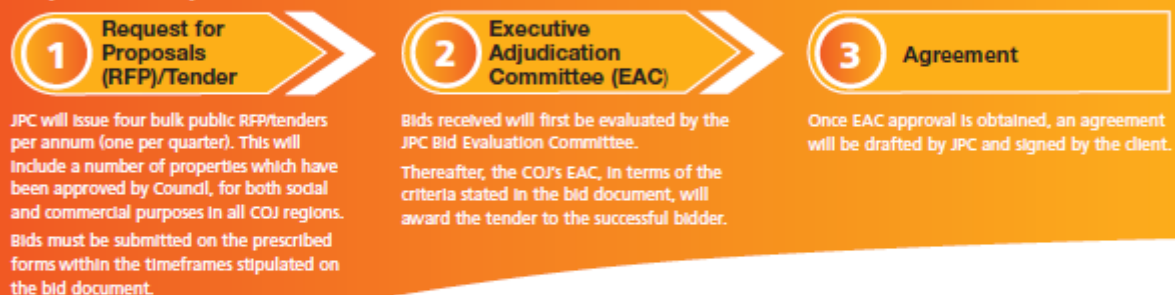 1
Request for
Proposals
(RFP)/Tender
JPC will issue four bulk public RFP/tenders
per annum (one per quarter). This will
include a number of properties which have
been approved by Council, for both social
and commercial purposes in all COJ regions.
Bids must be submitted on the prescribed
forms within the timeframes stipulated on
the bid document.
2
Executive
Adjudication
Committee (EAC)
Bids received will first be evaluated by the
JPC Bid Evaluation Committee.
Thereafter, the COJ's EAC, in terms of the
criteria stated in the bid document, will
award the tender to the successful bidder.
3
Agreement
Once EAC approval is obtained, an agreement
will be drafted by JPC and signed by the client.